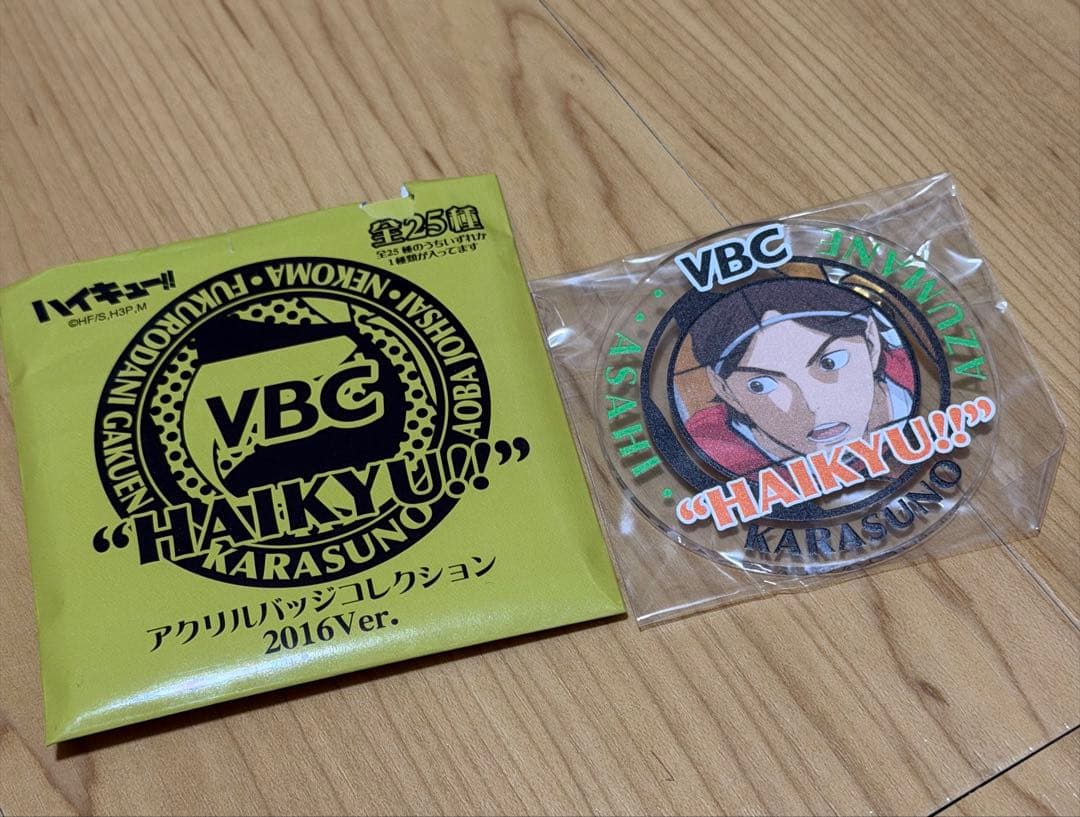 ハイキュー!!
©HF/S,H3P,M
全25種
全25種のうちいずれか
1種類が入ってます
FUKURODANI GAKUEN・NEKOMA・AOBA JOHSAI
VBC
“HAIKYU!!”
KARASUNO
アクリルバッジコレクション
2016Ver.
VBC
・ASAHI・AZUMANE
“HAIKYU!!”
KARASUNO